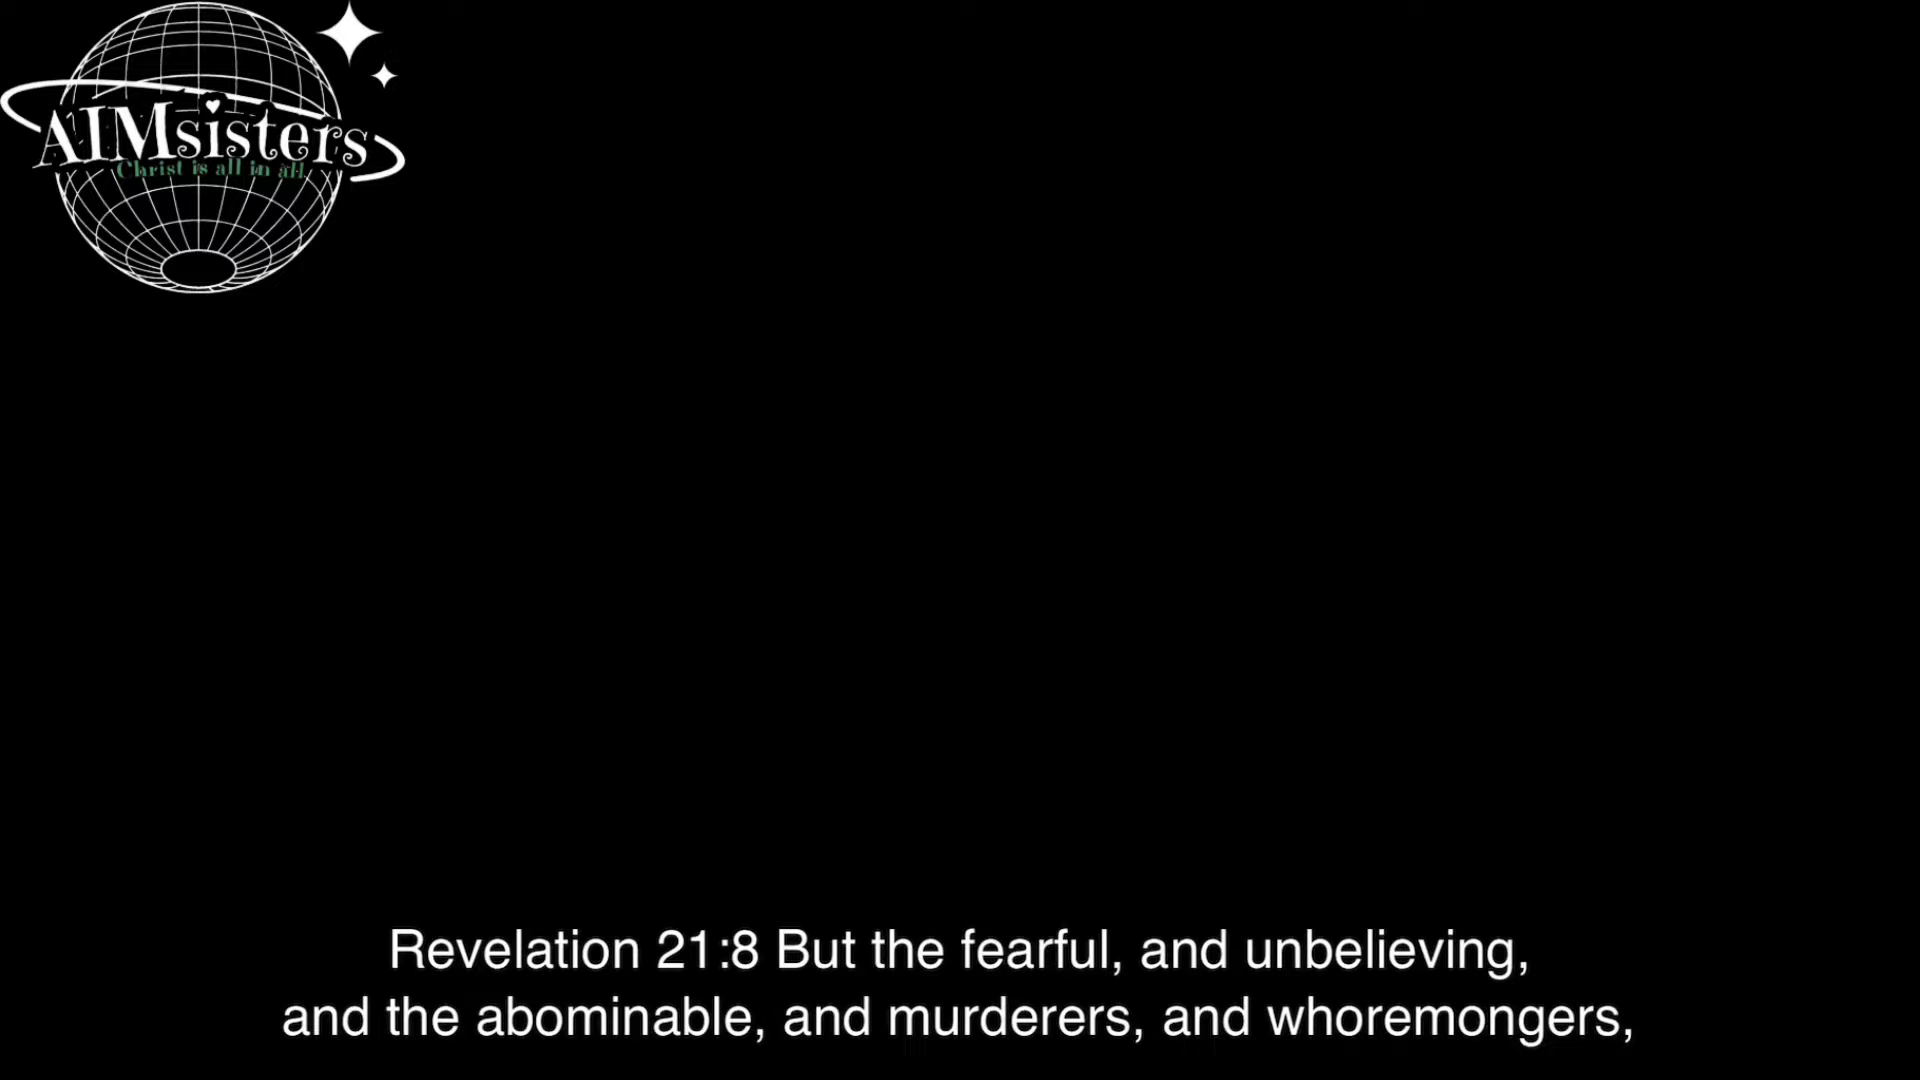 AIMsisters
Christ is all in all
Revelation 21:8 But the fearful, and unbelieving,
and the abominable, and murderers, and whoremongers,